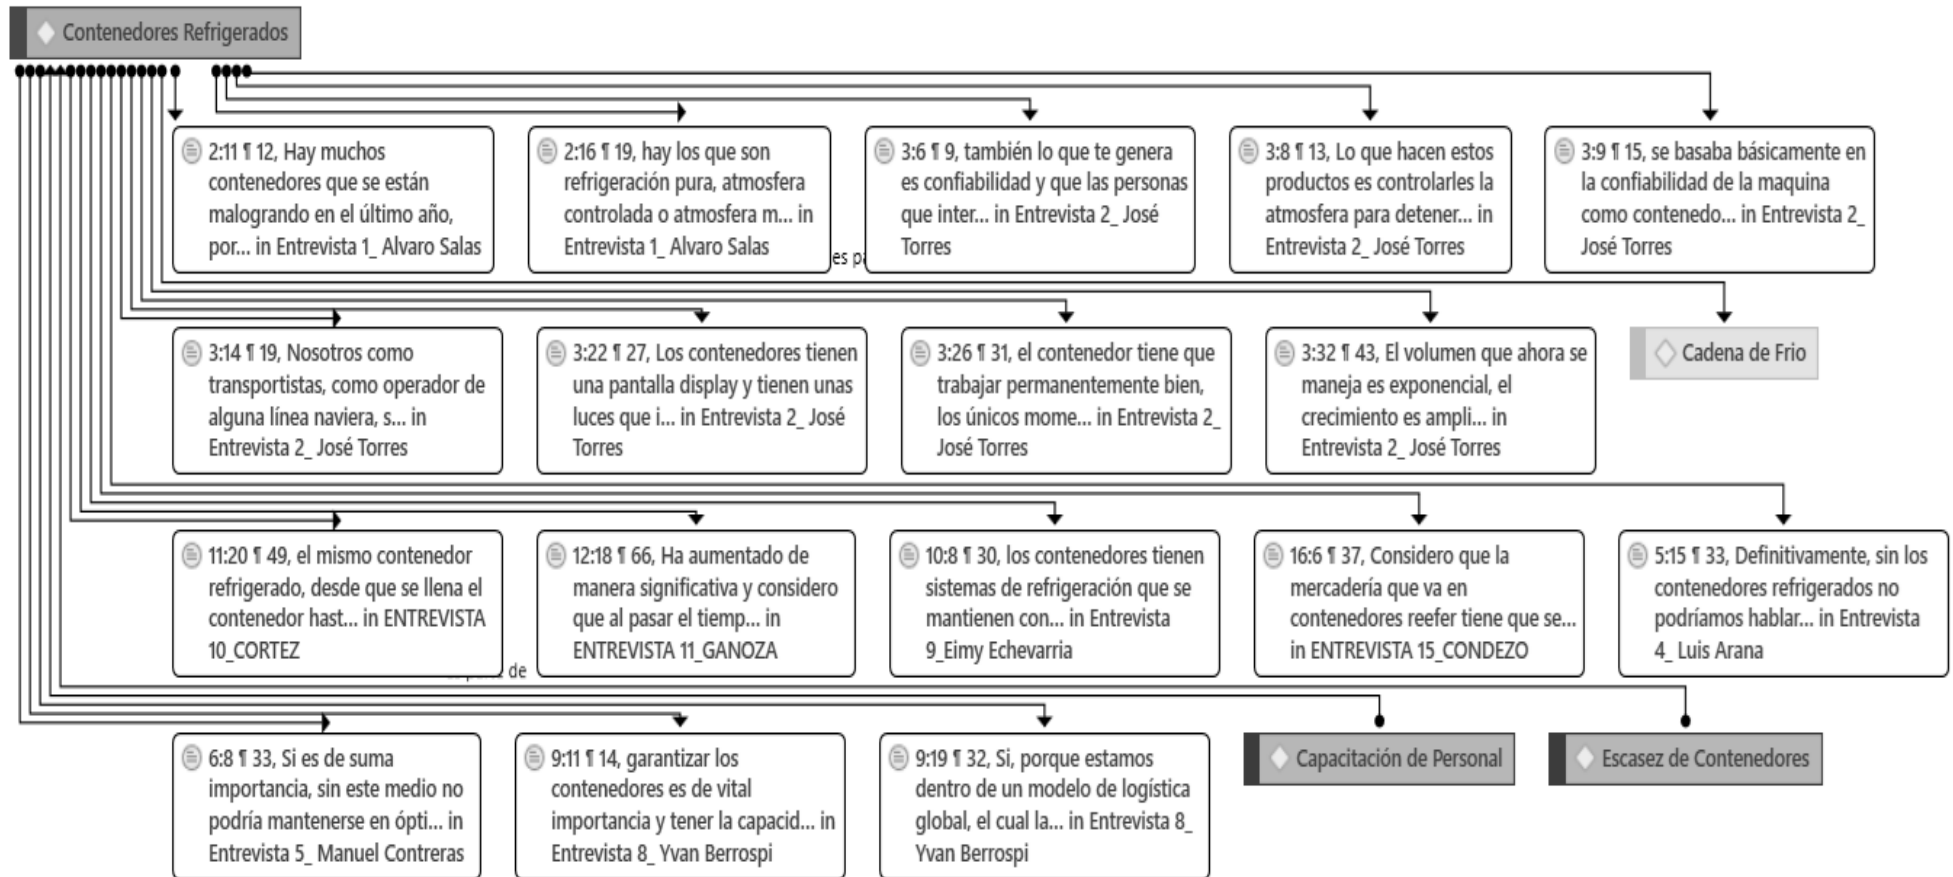 Contenedores Refrigerados
2:11 ¶ 12, Hay muchos
contenedores que se están
malogrando en el último año,
por... in Entrevista 1_ Alvaro Salas
2:16 ¶ 19, hay los que son
refrigeración pura, atmosfera
controlada o atmosfera m... in
Entrevista 1_ Alvaro Salas
es pa
3:6 ¶ 9, también lo que te genera
es confiabilidad y que las personas
que inter... in Entrevista 2_ José
Torres
3:8 ¶ 13, Lo que hacen estos
productos es controlarles la
atmosfera para detener... in
Entrevista 2_ José Torres
3:9 ¶ 15, se basaba básicamente en
la confiabilidad de la maquina
como contenedo... in Entrevista 2_
José Torres
3:14 ¶ 19, Nosotros como
transportistas, como operador de
alguna línea naviera, s... in
Entrevista 2_ José Torres
3:22 ¶ 27, Los contenedores tienen
una pantalla display y tienen unas
luces que i... in Entrevista 2_ José
Torres
3:26 ¶ 31, el contenedor tiene que
trabajar permanentemente bien,
los únicos mome... in Entrevista 2_
José Torres
3:32 ¶ 43, El volumen que ahora se
maneja es exponencial, el
crecimiento es ampli... in
Entrevista 2_ José Torres
Cadena de Frio
11:20 ¶ 49, el mismo contenedor
refrigerado, desde que se llena el
contenedor hast... in ENTREVISTA
10_CORTEZ
de
12:18 ¶ 66, Ha aumentado de
manera significativa y considero
que al pasar el tiemp... in
ENTREVISTA 11_GANOZA
10:8 ¶ 30, los contenedores tienen
sistemas de refrigeración que se
mantienen con... in Entrevista
9_Eimy Echevarria
16:6 ¶ 37, Considero que la
mercadería que va en
contenedores reefer tiene que se...
in ENTREVISTA 15_CONDEZO
5:15 ¶ 33, Definitivamente, sin los
contenedores refrigerados no
podríamos hablar... in Entrevista
4_ Luis Arana
6:8 ¶ 33, Si es de suma
importancia, sin este medio no
podría mantenerse en ópti... in
Entrevista 5_ Manuel Contreras
9:11 ¶ 14, garantizar los
contenedores es de vital
importancia y tener la capacid... in
Entrevista 8_ Yvan Berrospi
9:19 ¶ 32, Si, porque estamos
dentro de un modelo de logística
global, el cual la... in Entrevista 8_
Yvan Berrospi
Capacitación de Personal
Escasez de Contenedores